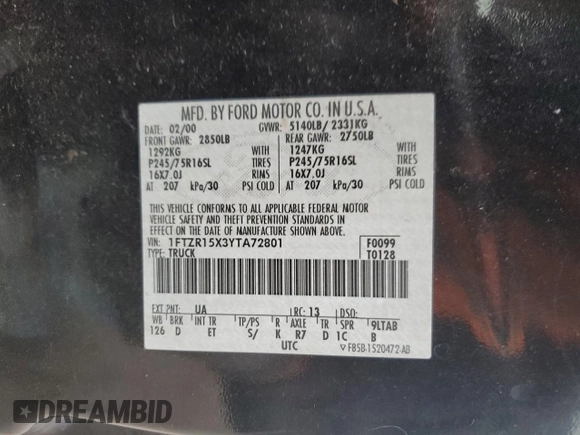 MFD. BY FORD MOTOR CO. IN U.S.A.
DATE: 02/00 GVWR: 5140LB/ 2331KG
FRONT GAWR: 2850LB REAR GAWR: 2750LB
1292KG WITH 1247KG WITH
P245/75R16SL TIRES P245/75R16SL TIRES
16X7.0J RIMS 16X7.0J RIMS
AT 207 kPa/30 PSI COLD AT 207 kPa/30 PSI COLD
THIS VEHICLE CONFORMS TO ALL APPLICABLE FEDERAL MOTOR
VEHICLE SAFETY AND THEFT PREVENTION STANDARDS IN
EFFECT ON THE DATE OF MANUFACTURE SHOWN ABOVE.
VIN: 1FTZR15X3YTA72801 F0099
TYPE: TRUCK T0128
EXT PNT: UA RC: 13 DSO:
WB BRK INT TR TP/PS R AXLE TR SPR 9LTAB
126 D ET S/ K R7 D 1C B
UTC F85B-1520472-AB
DREAMBID